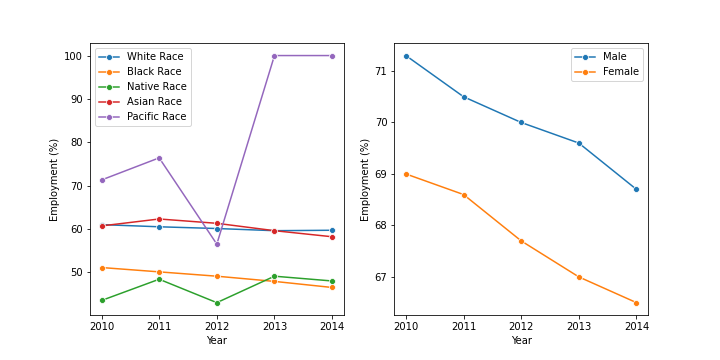 White Race
Black Race
Native Race
Asian Race
Pacific Race
100
90
80
70
60
50
Employment (%)
2010 2011 2012 2013 2014
Year
Male
Female
71
70
69
68
67
Employment (%)
2010 2011 2012 2013 2014
Year